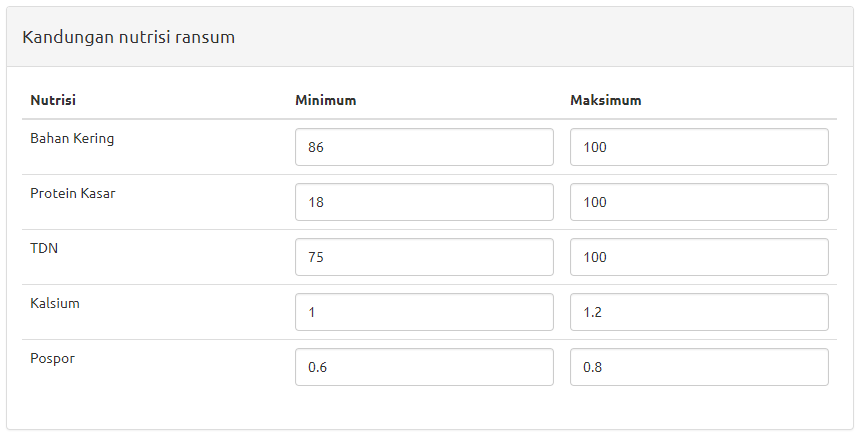 Kandungan nutrisi ransum
Nutrisi Minimum Maksimum
Bahan Kering 86 100
Protein Kasar 18 100
TDN 75 100
Kalsium 1 1.2
Pospor 0.6 0.8